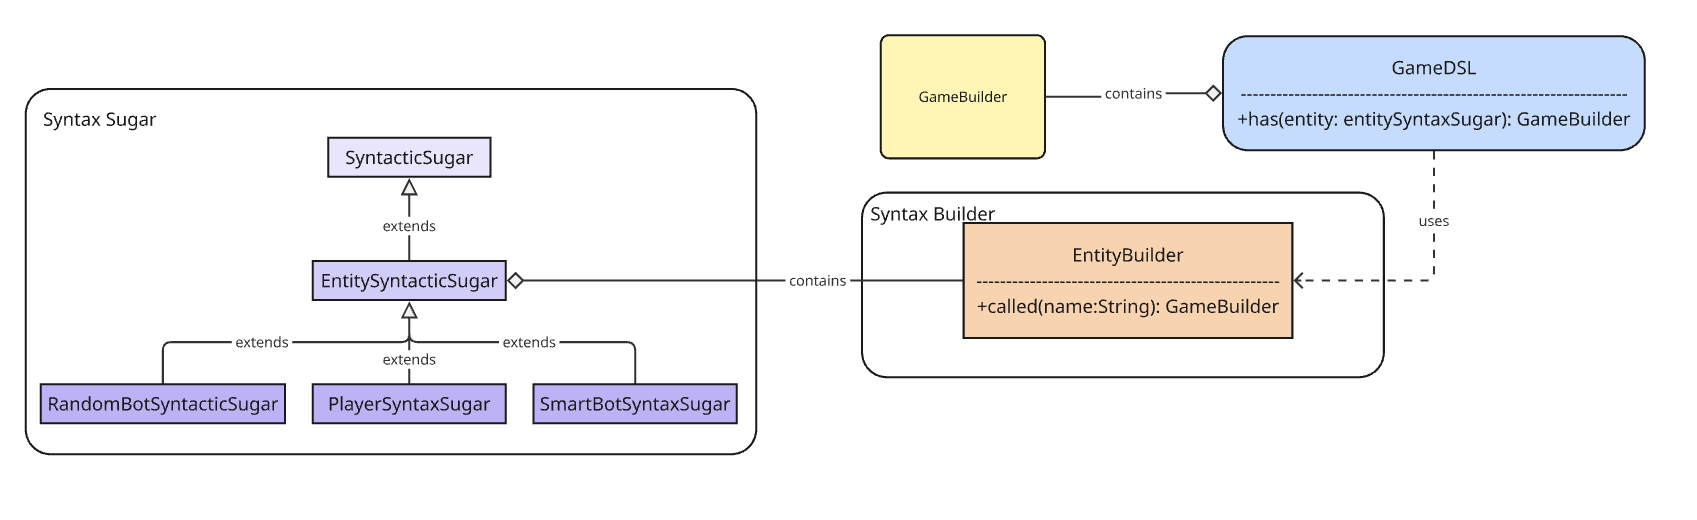 GameDSL
GameBuilder
contains
--------------------------------------------------------------------
+has(entity: entitySyntaxSugar): GameBuilder
Syntax Sugar
SyntacticSugar
extends
Syntax Builder
uses
EntityBuilder
EntitySyntacticSugar
contains
-----------------------------------------------------
+called(name:String): GameBuilder
extends
extends
extends
RandomBotSyntacticSugar
PlayerSyntaxSugar
SmartBotSyntaxSugar